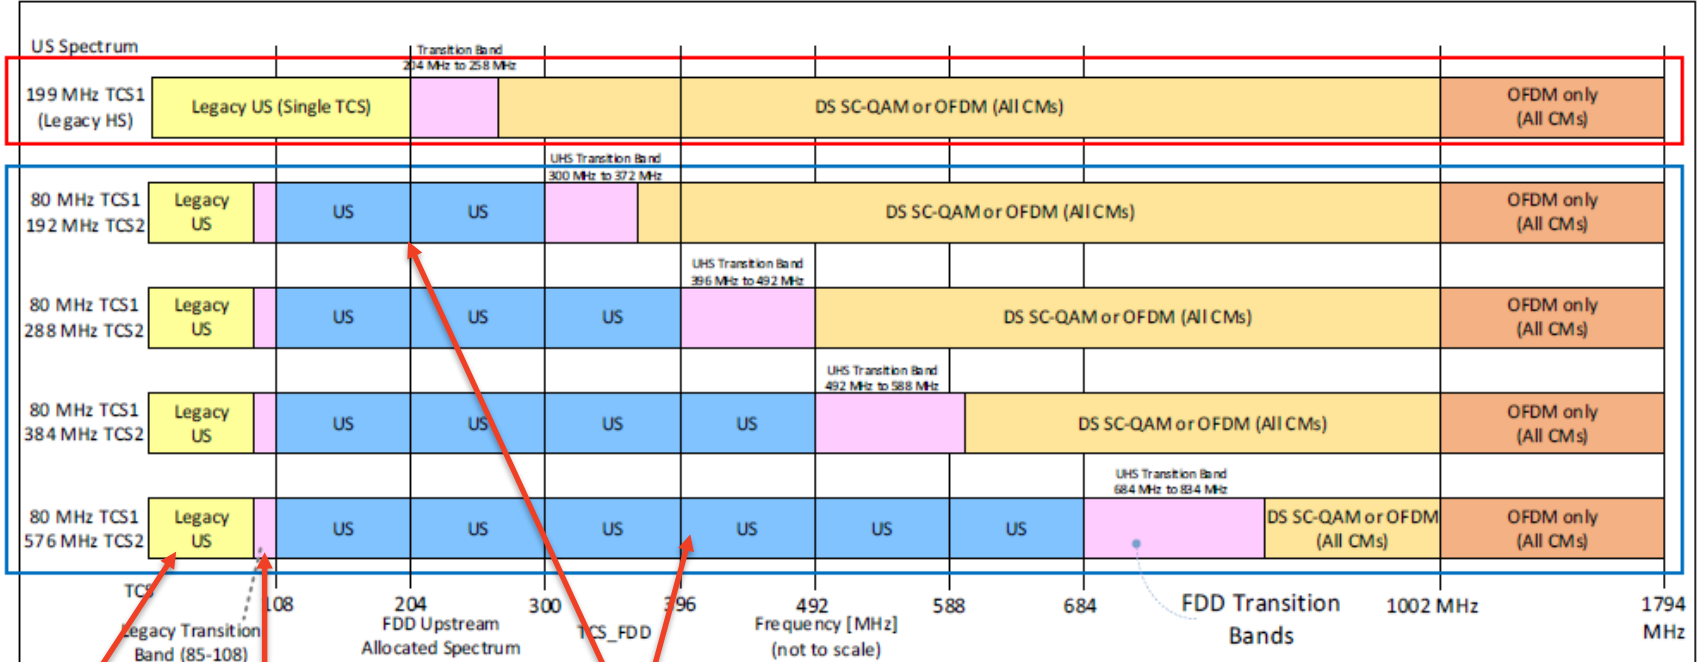 US Spectrum
Transition Band
204 MHz to 258 MHz
199 MHz TCS1
(Legacy HS)
Legacy US (Single TCS)
DS SC-QAM or OFDM (All CMs)
OFDM only
(All CMs)
UHS Transition Band
300 MHz to 372 MHz
80 MHz TCS1
192 MHz TCS2
Legacy
US
US
US
DS SC-QAM or OFDM (All CMs)
OFDM only
(All CMs)
UHS Transition Band
396 MHz to 492 MHz
80 MHz TCS1
288 MHz TCS2
Legacy
US
US
US
US
DS SC-QAM or OFDM (All CMs)
OFDM only
(All CMs)
UHS Transition Band
492 MHz to 588 MHz
80 MHz TCS1
384 MHz TCS2
Legacy
US
US
US
US
US
DS SC-QAM or OFDM (All CMs)
OFDM only
(All CMs)
UHS Transition Band
684 MHz to 834 MHz
80 MHz TCS1
576 MHz TCS2
Legacy
US
US
US
US
US
US
US
DS SC-QAM or OFDM
(All CMs)
OFDM only
(All CMs)
TCS
108
204
300
396
492
588
684
1002 MHz
1794
MHz
Legacy Transition
Band (85-108)
FDD Upstream
Allocated Spectrum
TCS_FDD
Frequency [MHz]
(not to scale)
FDD Transition
Bands